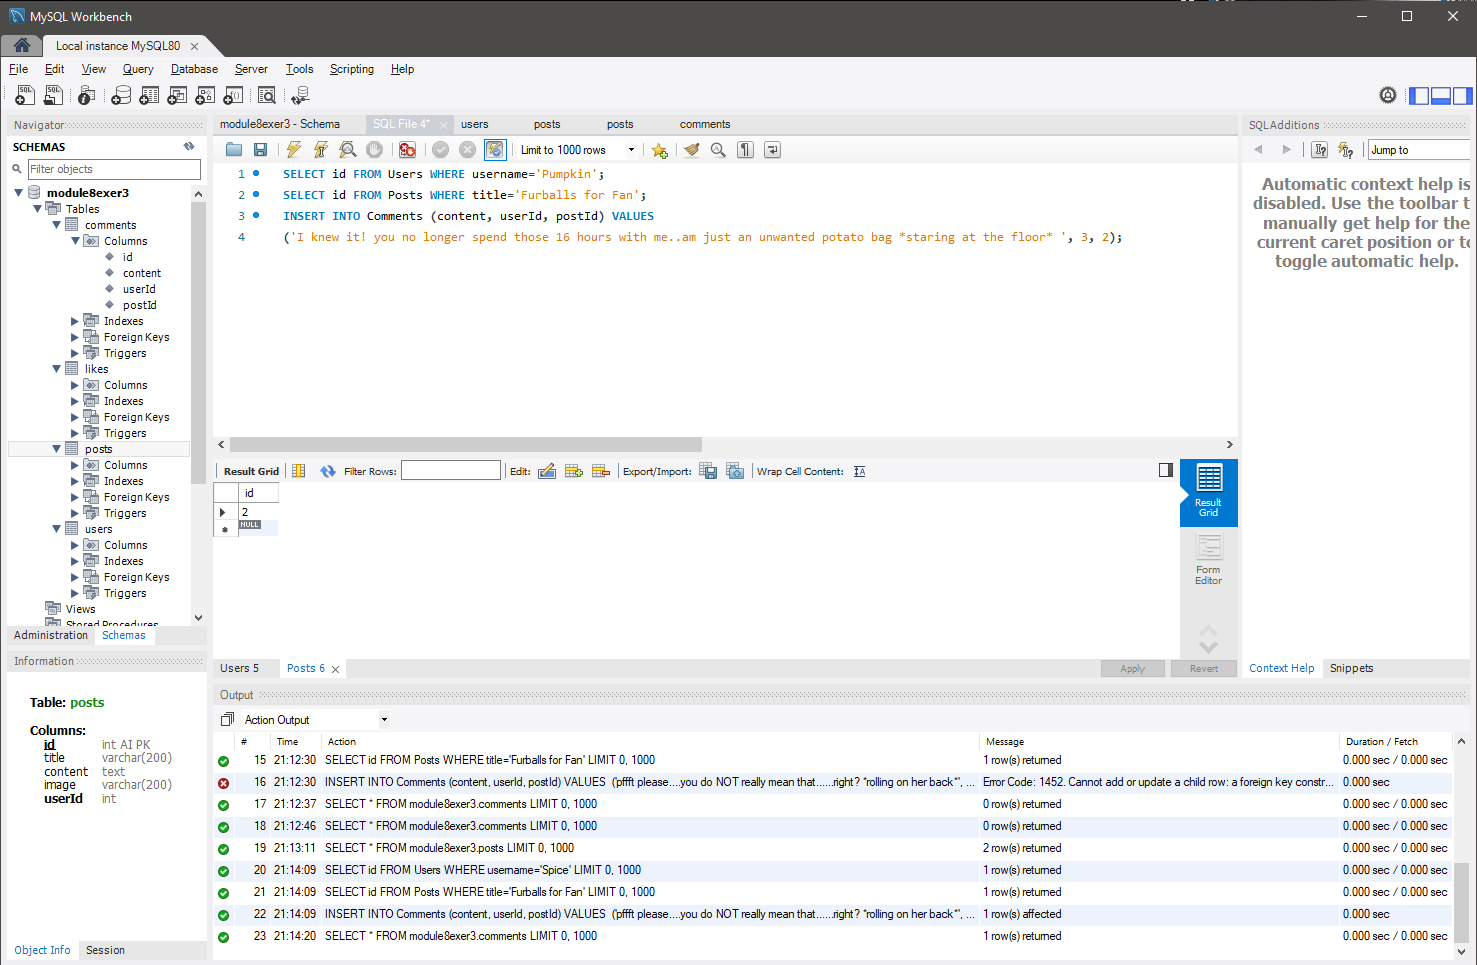 MySQL Workbench
Local instance MySQL80
File Edit View Query Database Server Tools Scripting Help
Navigator
SCHEMAS
Filter objects
module8exer3
Tables
comments
Columns
id
content
userId
postId
Indexes
Foreign Keys
Triggers
likes
Columns
Indexes
Foreign Keys
Triggers
posts
Columns
Indexes
Foreign Keys
Triggers
users
Columns
Indexes
Foreign Keys
Triggers
Views
Stored Procedures
Administration Schemas
Information
Table: posts
Columns:
id int AI PK
title varchar(200)
content text
image varchar(200)
userId int
Object Info Session
module8exer3 - Schema SQL File 4* users posts posts comments
Limit to 1000 rows
1 SELECT id FROM Users WHERE username='Pumpkin';
2 SELECT id FROM Posts WHERE title='Furballs for Fan';
3 INSERT INTO Comments (content, userId, postId) VALUES
4 ('I knew it! you no longer spend those 16 hours with me..am just an unwanted potato bag *staring at the floor* ', 3, 2);
Result Grid Filter Rows: Edit: Export/Import: Wrap Cell Content:
id
2
NULL
Result Grid
Form Editor
Users 5 Posts 6 Apply Revert
SQLAdditions
Jump to
Automatic context help is
disabled. Use the toolbar t
manually get help for the
current caret position or to
toggle automatic help.
Context Help Snippets
Output
Action Output
# Time Action Message Duration / Fetch
15 21:12:30 SELECT id FROM Posts WHERE title='Furballs for Fan' LIMIT 0, 1000 1 row(s) returned 0.000 sec / 0.000 sec
16 21:12:30 INSERT INTO Comments (content, userId, postId) VALUES ('pffft please....you do NOT really mean that......right? *rolling on her back*', ... Error Code: 1452. Cannot add or update a child row: a foreign key constr... 0.000 sec
17 21:12:37 SELECT * FROM module8exer3.comments LIMIT 0, 1000 0 row(s) returned 0.000 sec / 0.000 sec
18 21:12:46 SELECT * FROM module8exer3.comments LIMIT 0, 1000 0 row(s) returned 0.000 sec / 0.000 sec
19 21:13:11 SELECT * FROM module8exer3.posts LIMIT 0, 1000 2 row(s) returned 0.000 sec / 0.000 sec
20 21:14:09 SELECT id FROM Users WHERE username='Spice' LIMIT 0, 1000 1 row(s) returned 0.000 sec / 0.000 sec
21 21:14:09 SELECT id FROM Posts WHERE title='Furballs for Fan' LIMIT 0, 1000 1 row(s) returned 0.000 sec / 0.000 sec
22 21:14:09 INSERT INTO Comments (content, userId, postId) VALUES ('pffft please....you do NOT really mean that......right? *rolling on her back*', ... 1 row(s) affected 0.000 sec
23 21:14:20 SELECT * FROM module8exer3.comments LIMIT 0, 1000 1 row(s) returned 0.000 sec / 0.000 sec